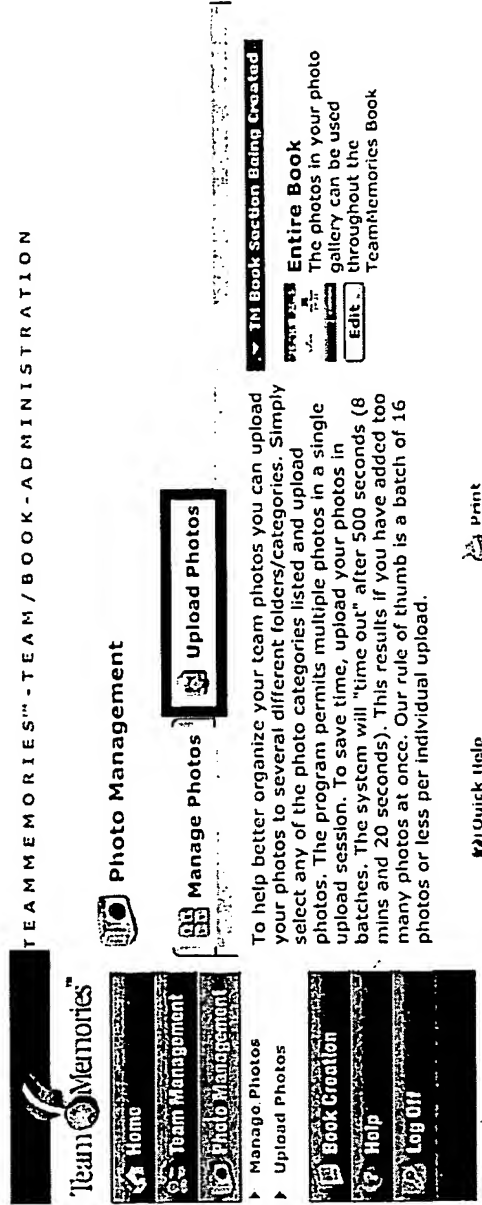 TEAMMEMORIES™-TEAM/BOOK-ADMINISTRATION
Team Memories™
Home
Team Management
Photo Management
Manage Photos
Upload Photos
Book Creation
Help
Log Off
Photo Management
Manage Photos
Upload Photos
To help better organize your team photos you can upload
your photos to several different folders/categories. Simply
select any of the photo categories listed and upload
photos. The program permits multiple photos in a single
upload session. To save time, upload your photos in
batches. The system will "time out" after 500 seconds (8
mins and 20 seconds). This results if you have added too
many photos at once. Our rule of thumb is a batch of 16
photos or less per individual upload.
TM Book Section Being Created
Entire Book
The photos in your photo
gallery can be used
throughout the
TeamMemories Book
Edit
Quick Help
Print